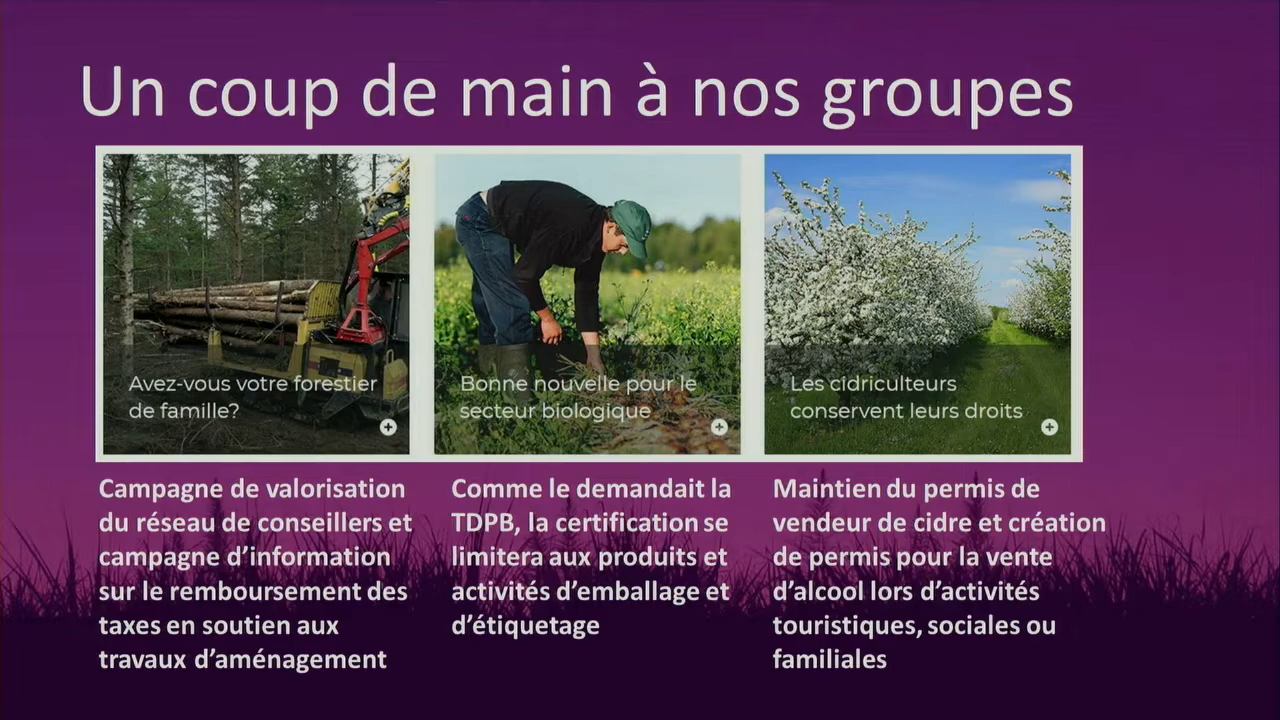 Un coup de main à nos groupes
Avez-vous votre forestier
de famille?
Bonne nouvelle pour le
secteur biologique
Les cidriculteurs
conservent leurs droits
Campagne de valorisation
du réseau de conseillers et
campagne d’information
sur le remboursement des
taxes en soutien aux
travaux d’aménagement
Comme le demandait la
TDPB, la certification se
limitera aux produits et
activités d’emballage et
d’étiquetage
Maintien du permis de
vendeur de cidre et création
de permis pour la vente
d’alcool lors d’activités
touristiques, sociales ou
familiales